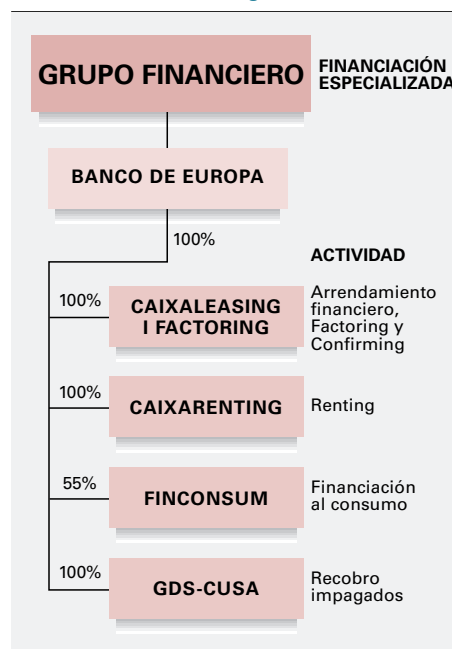 GRUPO FINANCIERO
FINANCIACIÓN
ESPECIALIZADA
BANCO DE EUROPA
100%
ACTIVIDAD
100%
CAIXALEASING
I FACTORING
Arrendamiento
financiero,
Factoring y
Confirming
100%
CAIXARENTING
Renting
55%
FINCONSUM
Financiación
al consumo
100%
GDS-CUSA
Recobro
impagados